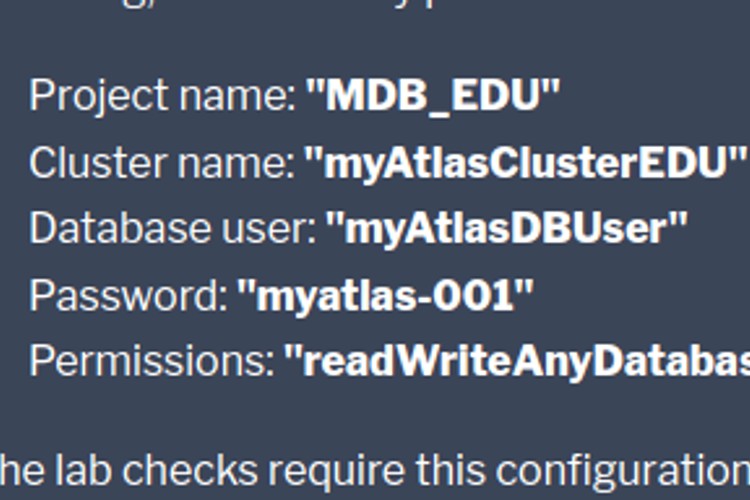 Project name: "MDB_EDU"
Cluster name: "myAtlasClusterEDU"
Database user: "myAtlasDBUser"
Password: "myatlas-001"
Permissions: "readWriteAnyDatabas
he lab checks require this configuration